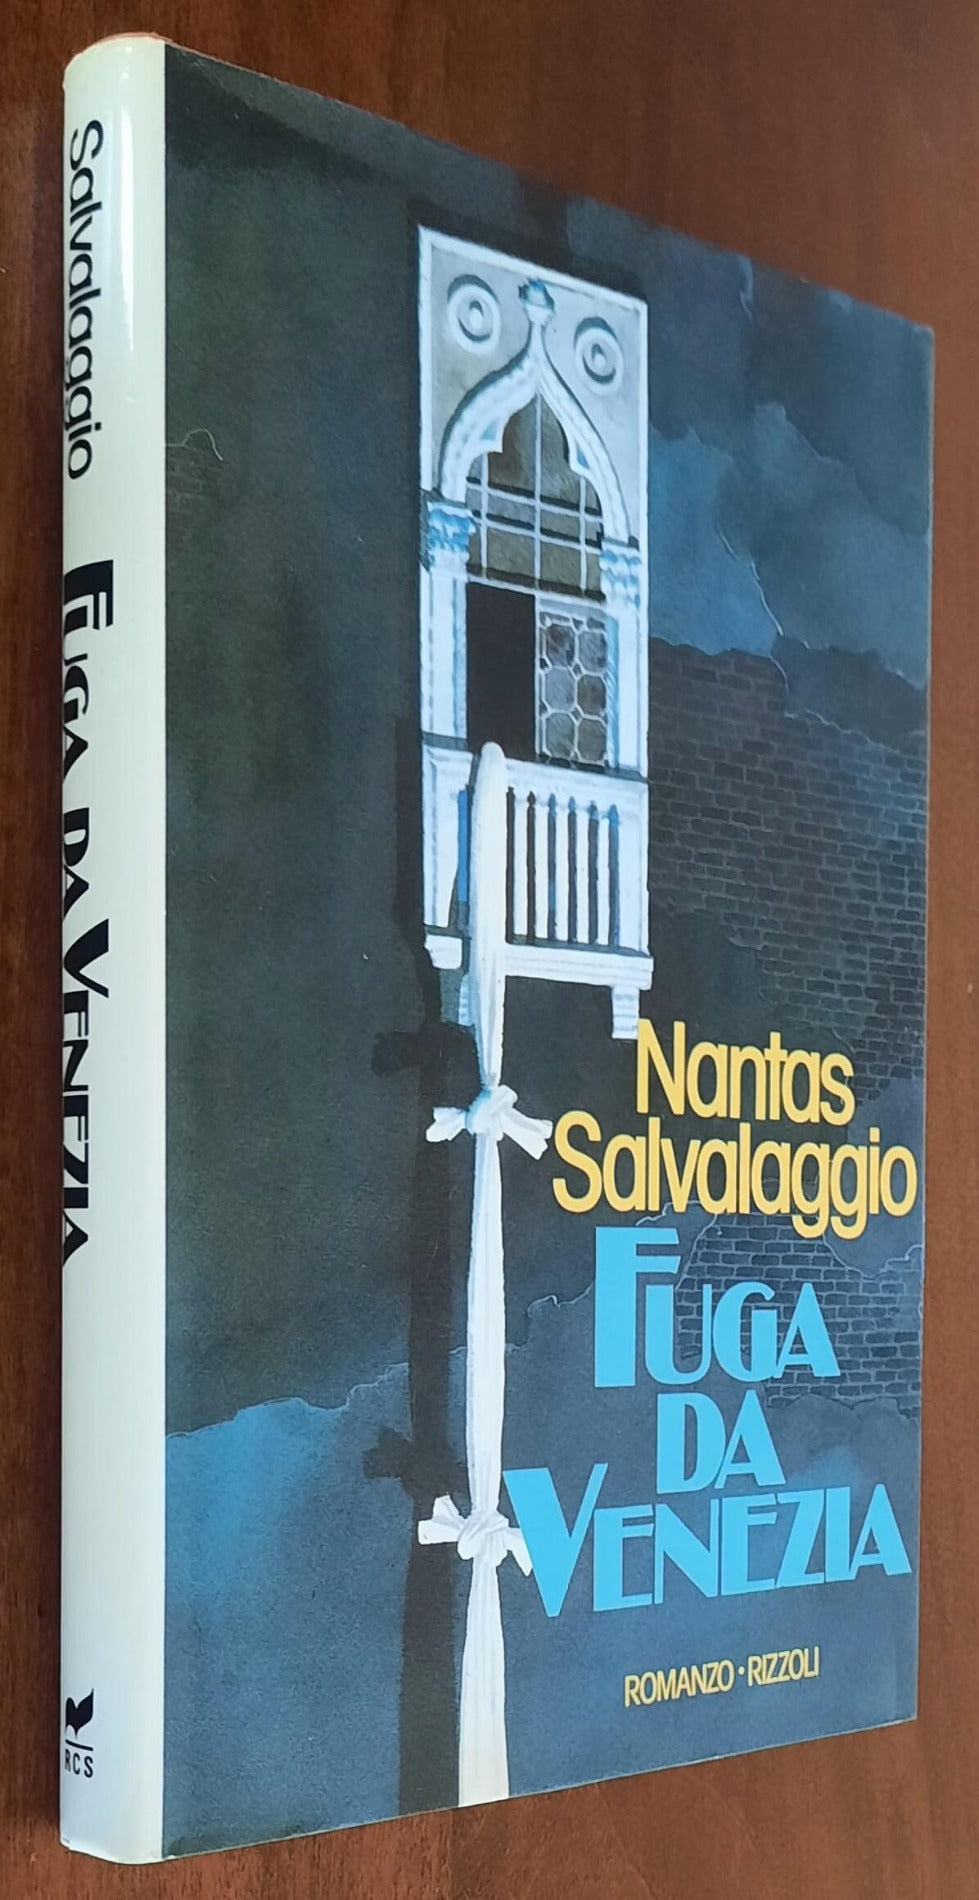 Salvalaggio FUGA DA VENEZIA
RCS
Nantas
Salvalaggio
FUGA
DA
VENEZIA
ROMANZO • RIZZOLI